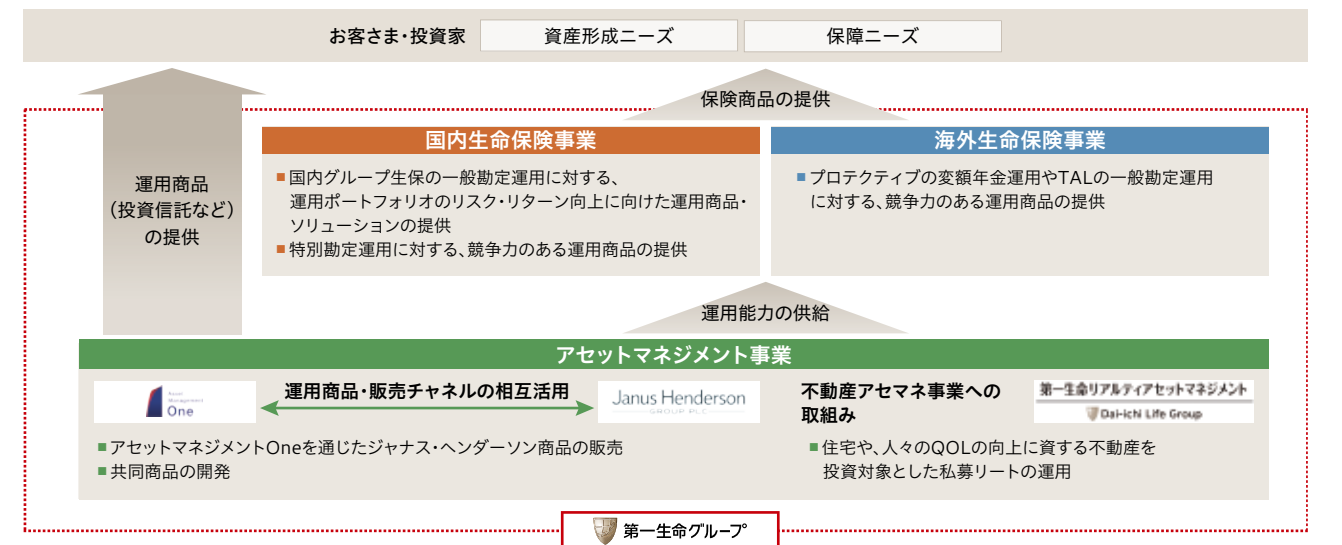 お客さま・投資家
資産形成ニーズ
保障ニーズ
保険商品の提供
運用商品
(投資信託など)
の提供
国内生命保険事業
■国内グループ生保の一般勘定運用に対する、
運用ポートフォリオのリスク・リターン向上に向けた運用商品・
ソリューションの提供
■特別勘定運用に対する、競争力のある運用商品の提供
海外生命保険事業
■プロテクティブの変額年金運用やTALの一般勘定運用
に対する、競争力のある運用商品の提供
運用能力の供給
アセットマネジメント事業
Asset
Management
One
運用商品・販売チャネルの相互活用
Janus Henderson
GROUP PLC
■アセットマネジメントOneを通じたジャナス・ヘンダーソン商品の販売
■共同商品の開発
不動産アセマネ事業への
取組み
第一生命リアルティアセットマネジメント
Dai-ichi Life Group
■住宅や、人々のQOLの向上に資する不動産を
投資対象とした私募リートの運用
第一生命グループ